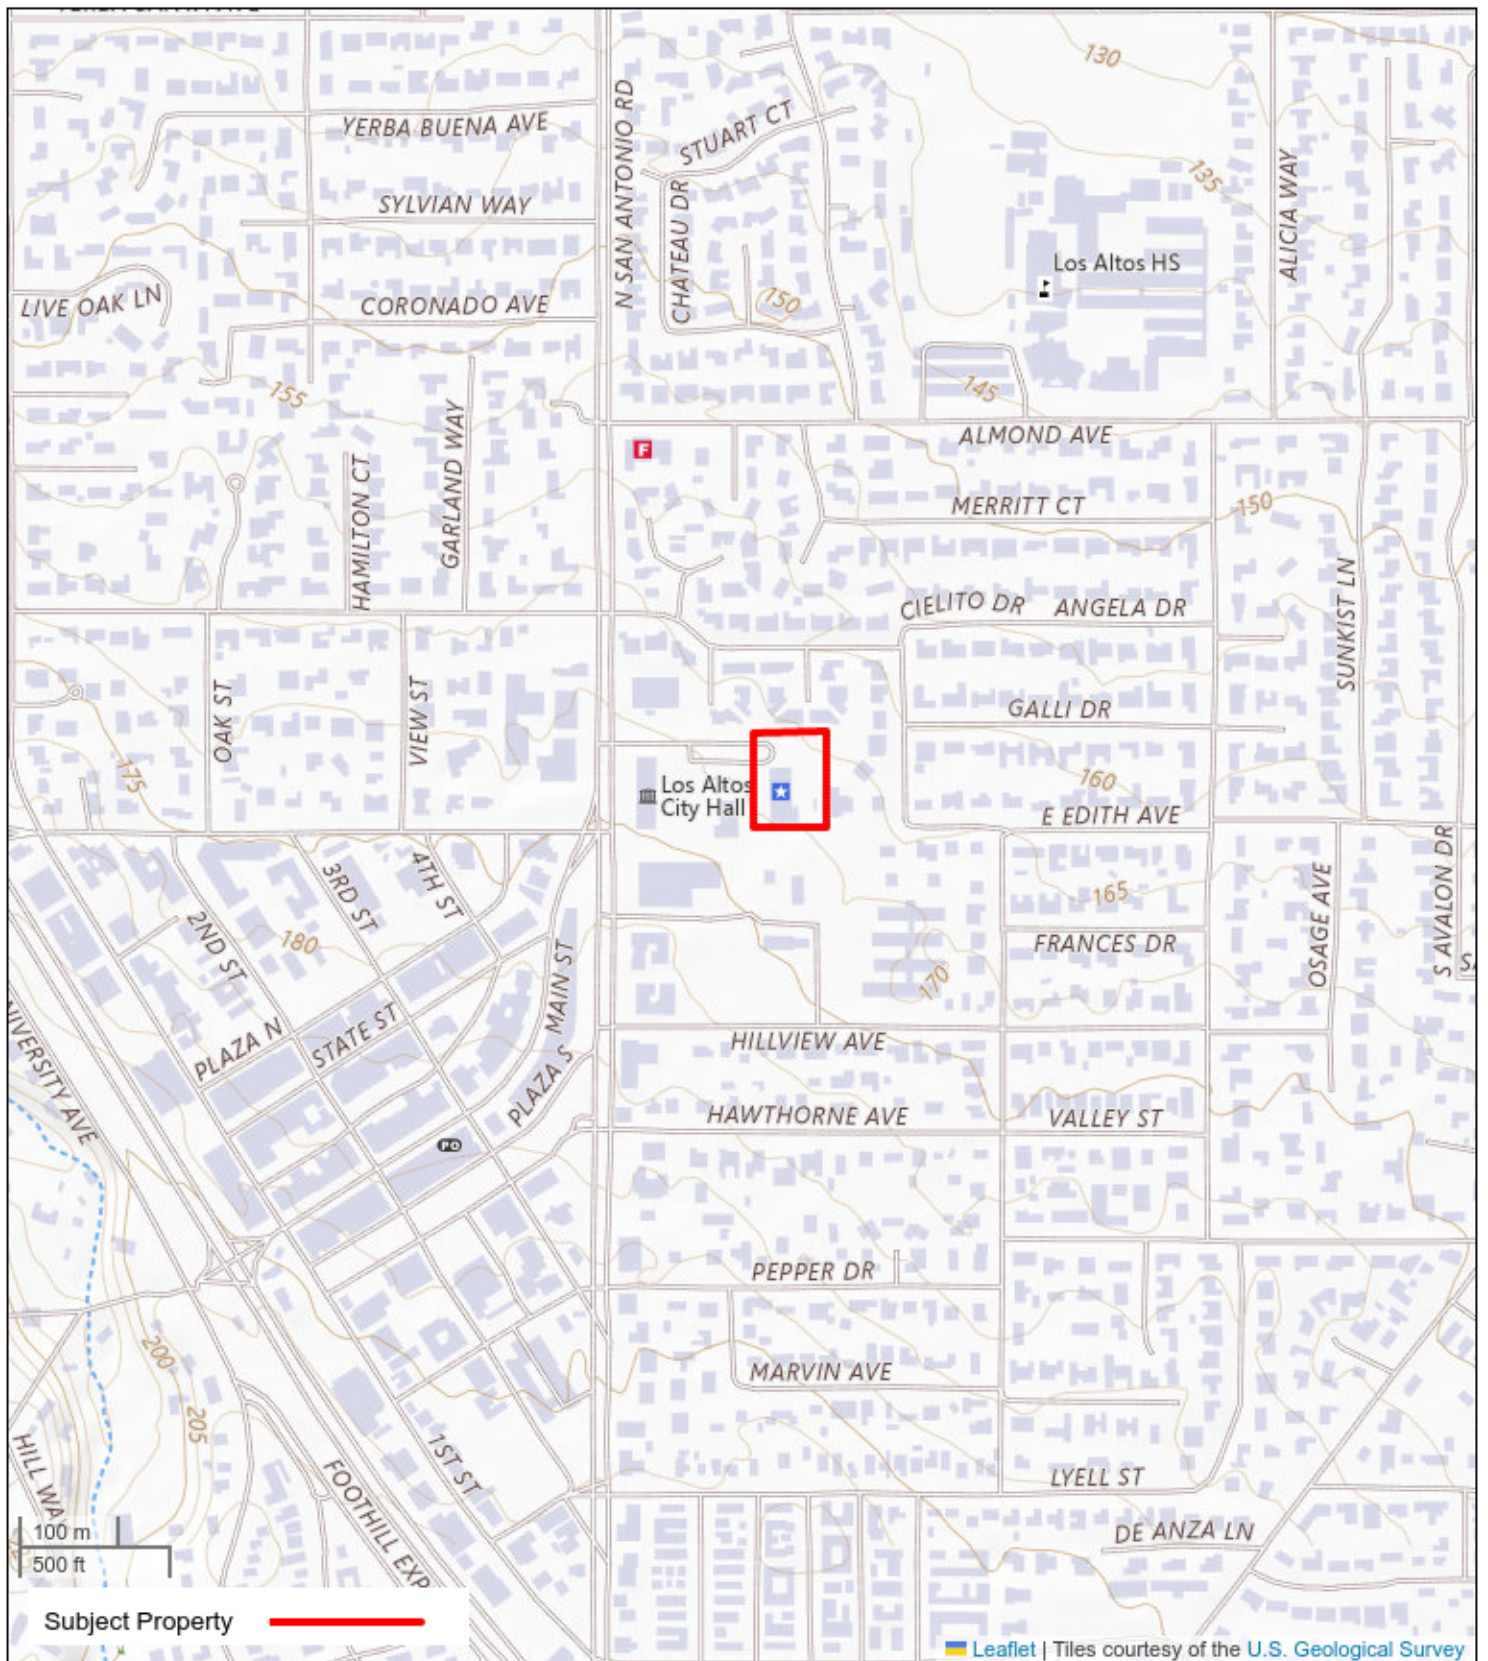 130
YERBA BUENA AVE
N SAN ANTONIO RD
STUART CT
135
ALICIA WAY
SYLVIAN WAY
CHATEAU DR
Los Altos HS
LIVE OAK LN
CORONADO AVE
150
155
145
GARLAND WAY
F
ALMOND AVE
HAMILTON CT
MERRITT CT
150
CIELITO DR
ANGELA DR
SUNKIST LN
OAK ST
VIEW ST
GALLI DR
175
Los Altos
City Hall
160
E EDITH AVE
3RD ST
4TH ST
2ND ST
180
165
FRANCES DR
OSAGE AVE
S AVALON DR
170
MAIN ST
PLAZA N
STATE ST
HILLVIEW AVE
PLAZA S
NIVERSITY AVE
HAWTHORNE AVE
VALLEY ST
PO
PEPPER DR
200
MARVIN AVE
205
HILL WA
1ST ST
FOOTHILL EXP
LYELL ST
DE ANZA LN
100 m
500 ft
Subject Property
Leaflet | Tiles courtesy of the U.S. Geological Survey